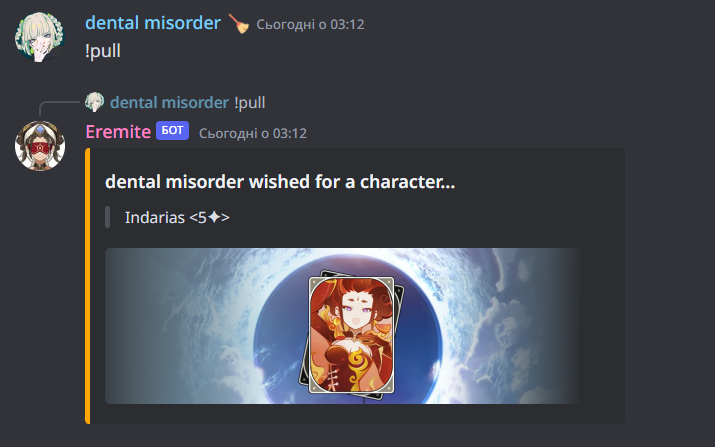 dental misorder Сьогодні о 03:12
!pull
dental misorder !pull
Eremite БОТ Сьогодні о 03:12
dental misorder wished for a character...
Indarias <5✦>